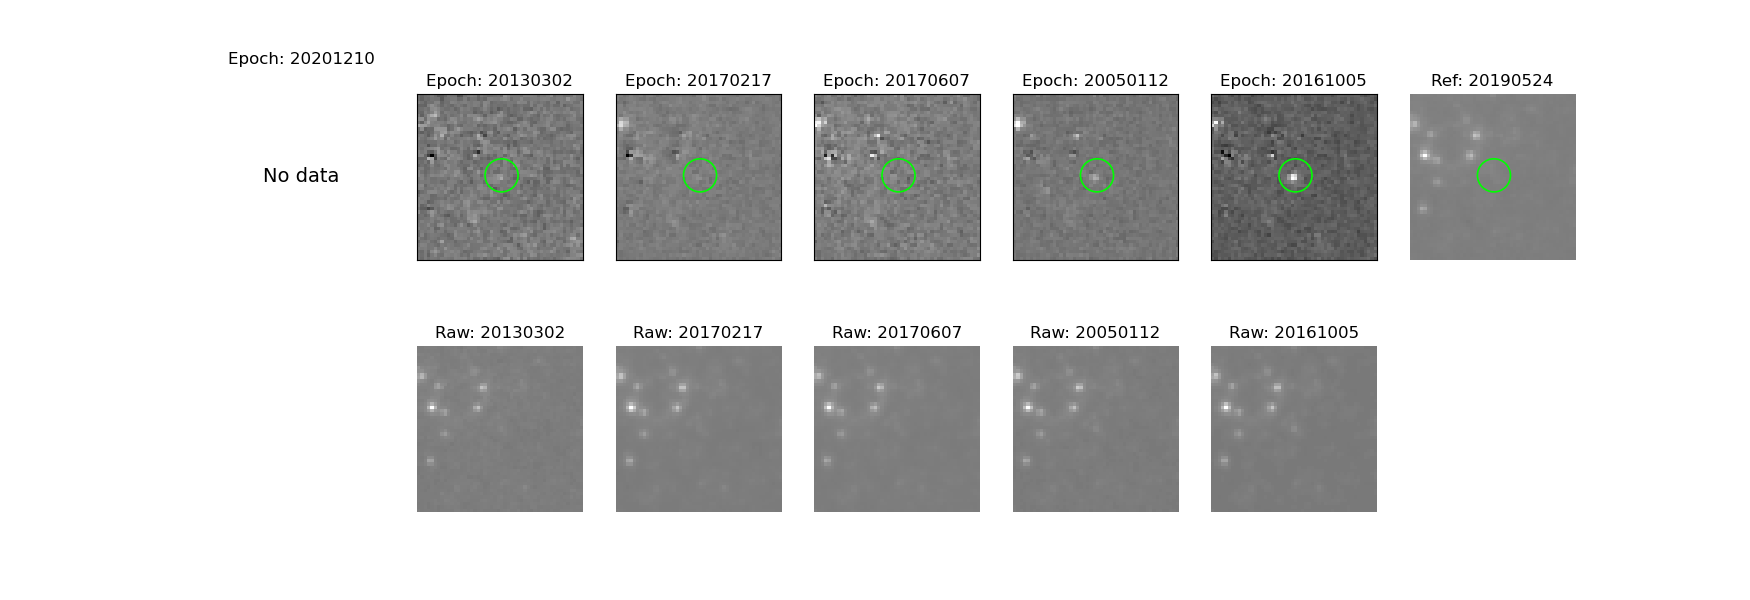 Epoch: 20201210
No data
Epoch: 20130302
Epoch: 20170217
Epoch: 20170607
Epoch: 20050112
Epoch: 20161005
Ref: 20190524
Raw: 20130302
Raw: 20170217
Raw: 20170607
Raw: 20050112
Raw: 20161005